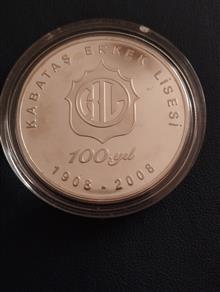 KABATAŞ ERKEK LİSESİ
100.yıl
1908 - 2008